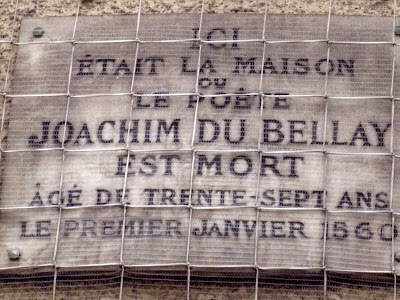 ICI
ÉTAIT LA MAISON
OU
LE POÈTE
JOACHIM DU BELLAY
EST MORT
ÂGÉ DE TRENTE-SEPT ANS
LE PREMIER JANVIER 1560